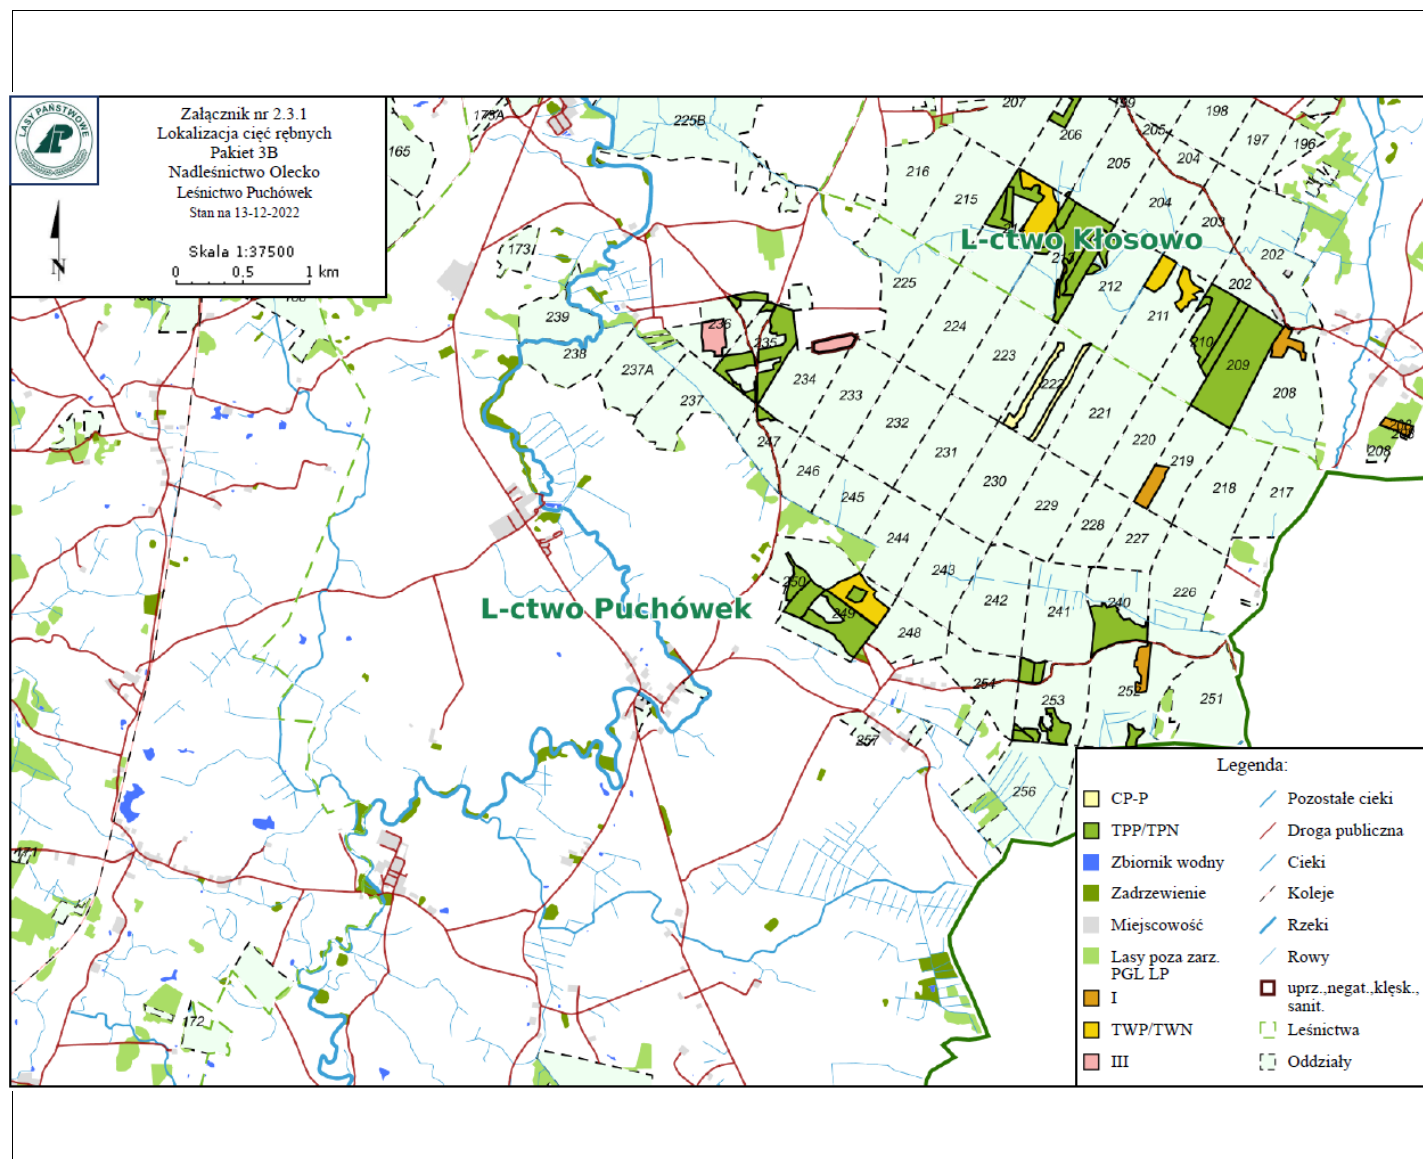 LASY PAŃSTWOWE
Załącznik nr 2.3.1
Lokalizacja cięć rębnych
Pakiet 3B
Nadleśnictwo Olecko
Leśnictwo Puchówek
Stan na 13-12-2022
Skala 1:37500
0 0.5 1 km
N
173A
165
225B
207
199
198
206
205
197
196
205
204
216
215
204
203
L-ctwo Kłosowo
173
202
225
212
202
239
211
236
224
235
210
238
223
209
237A
234
222
208
237
233
221
232
220
247
231
219
208
246
230
218
217
245
229
244
228
227
243
250
242
240
226
L-ctwo Puchówek
249
241
248
254
252
251
253
257
256
171
172
Legenda:
CP-P
Pozostałe cieki
TPP/TPN
Droga publiczna
Zbiornik wodny
Cieki
Zadrzewienie
Koleje
Miejscowość
Rzeki
Lasy poza zarz.
PGL LP
Rowy
I
uprz.,negat.,klęsk.,
sanit.
TWP/TWN
Leśnictwa
III
Oddziały